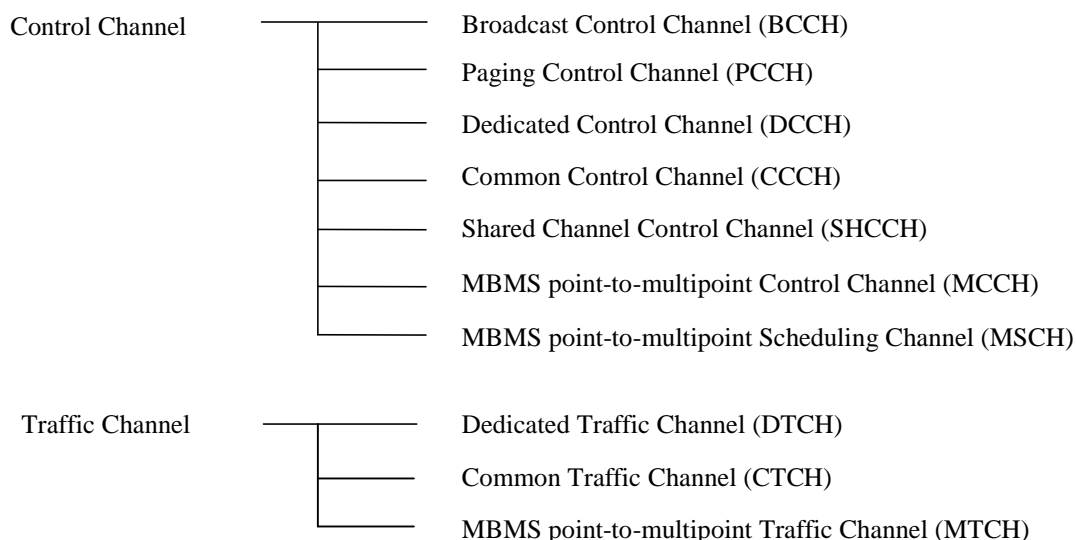 Control Channel
Broadcast Control Channel (BCCH)
Paging Control Channel (PCCH)
Dedicated Control Channel (DCCH)
Common Control Channel (CCCH)
Shared Channel Control Channel (SHCCH)
MBMS point-to-multipoint Control Channel (MCCH)
MBMS point-to-multipoint Scheduling Channel (MSCH)
Traffic Channel
Dedicated Traffic Channel (DTCH)
Common Traffic Channel (CTCH)
MBMS point-to-multipoint Traffic Channel (MTCH)